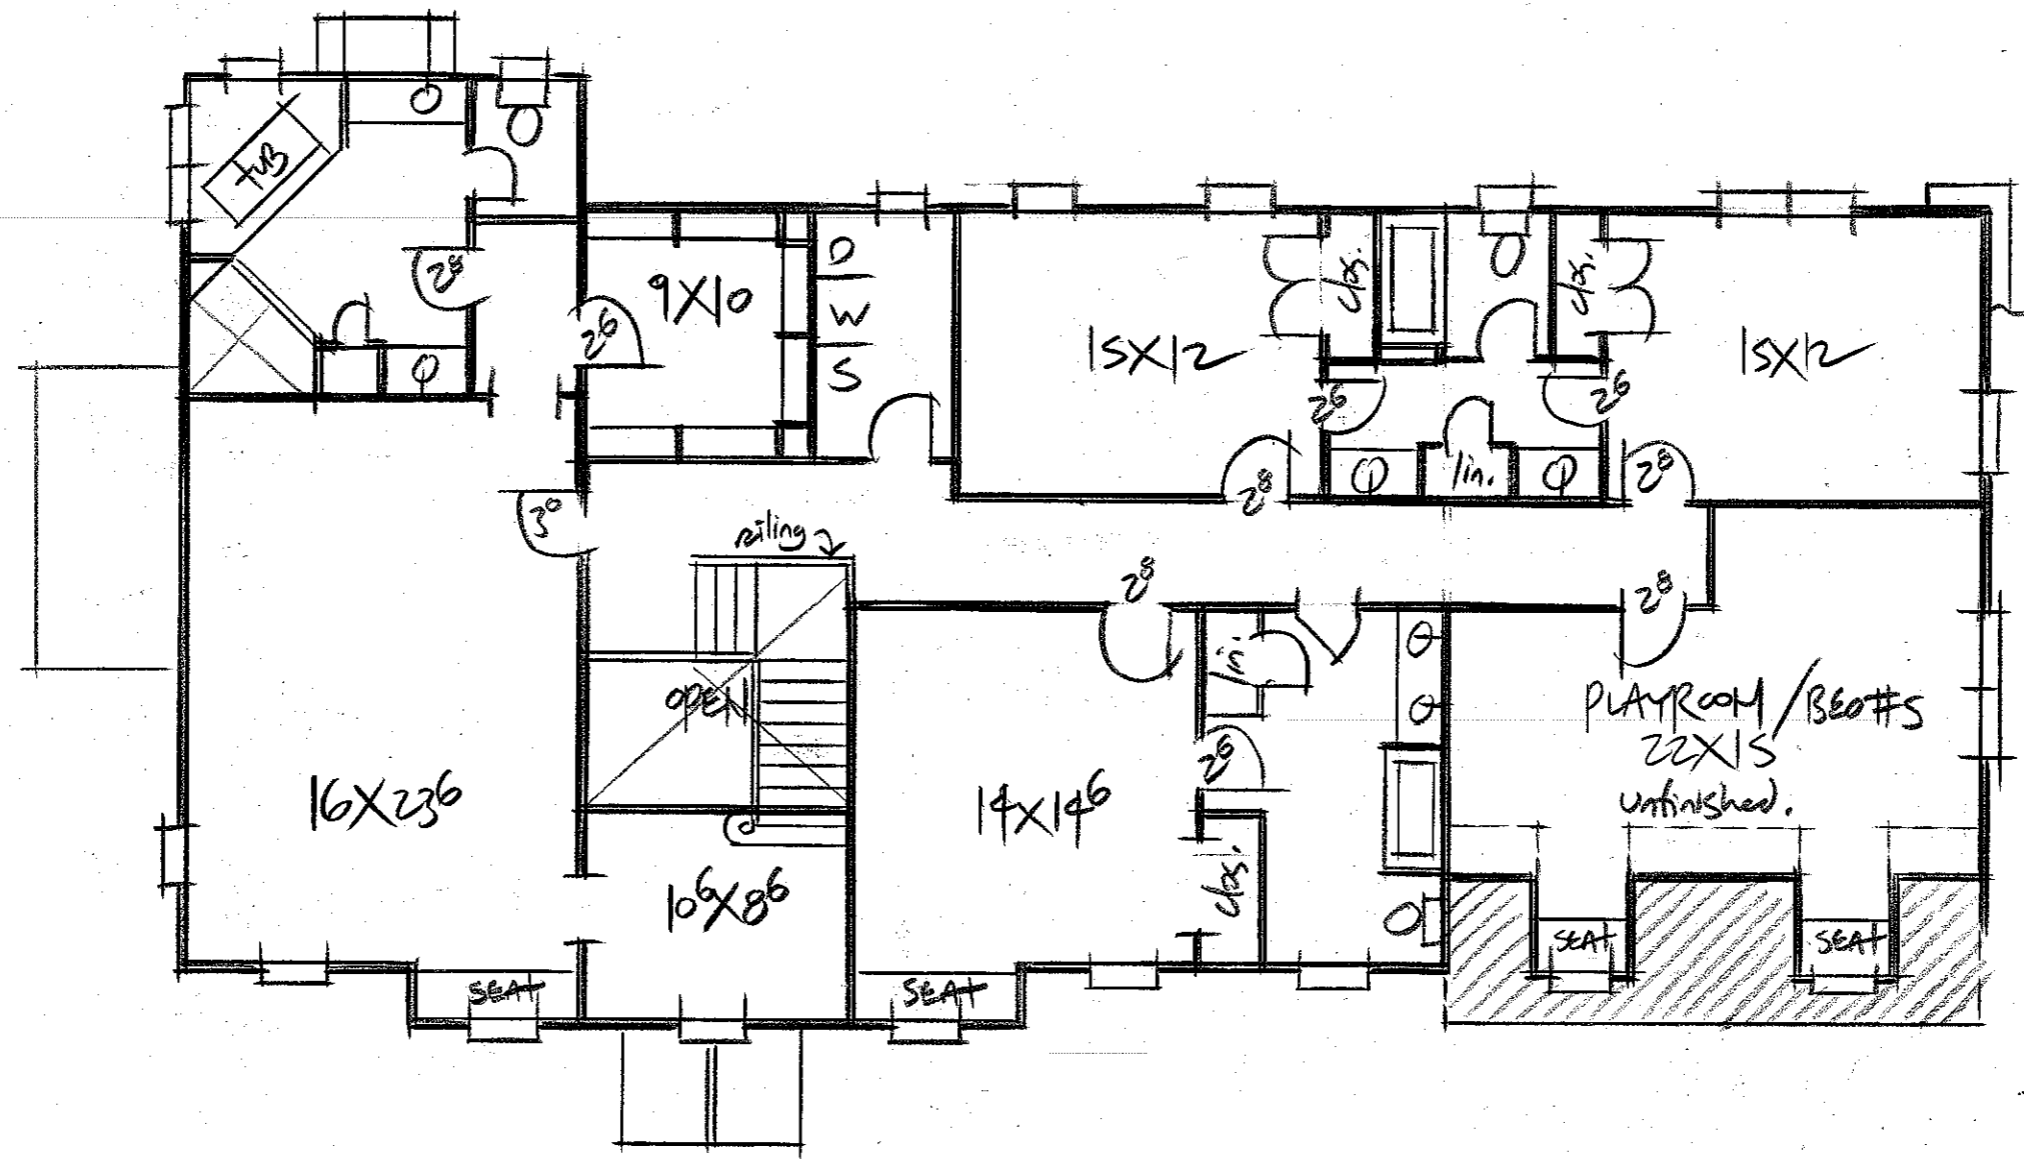 TUB
2⁸
2⁶
9X10
D
W
S
15X12
clos.
clos.
15X12
2⁶
2⁶
lin.
2⁸
2⁸
3⁰
railing
2⁸
2⁸
OPEN
lin.
PLAYROOM / BED#5
22X15
unfinished.
2⁶
16X23⁶
14X14⁶
10⁶X8⁶
clos.
SEAT
SEAT
SEAT
SEAT